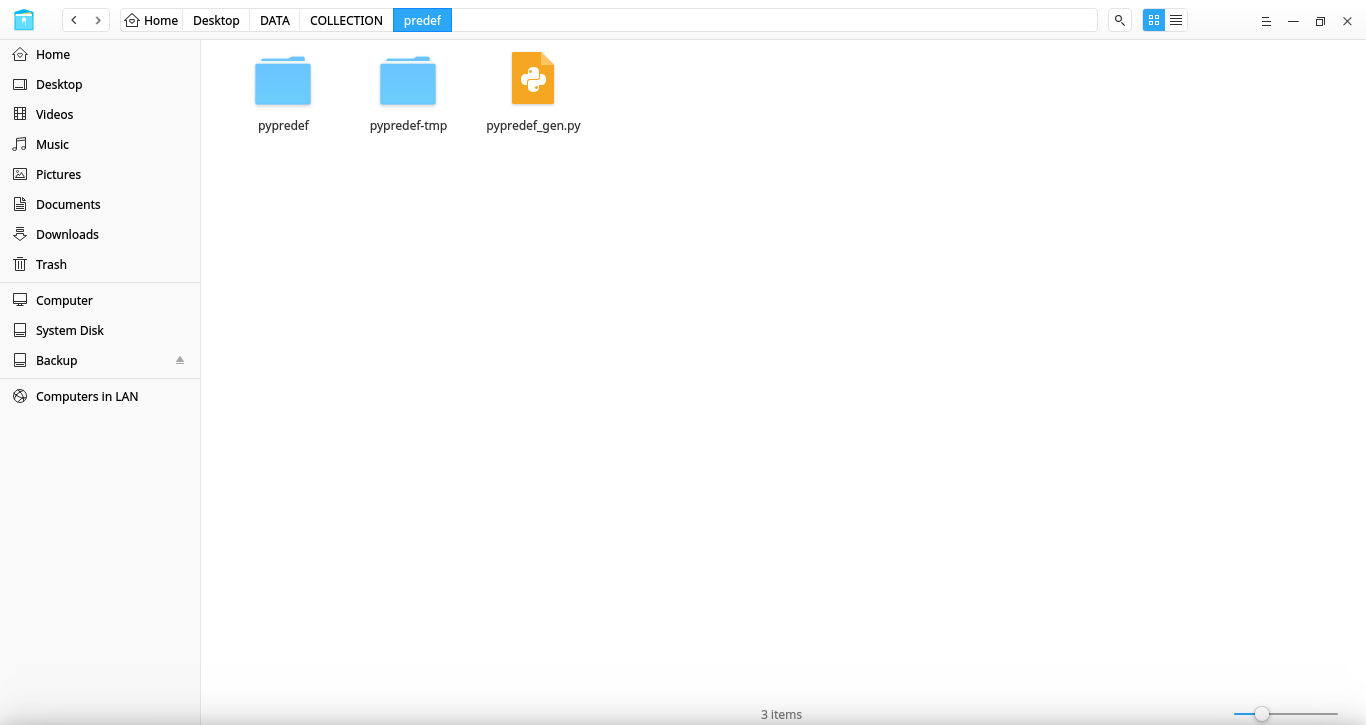 Home Desktop DATA COLLECTION predef
Home
Desktop
Videos
Music
Pictures
Documents
Downloads
Trash
Computer
System Disk
Backup
Computers in LAN
pypredef pypredef-tmp pypredef_gen.py
3 items